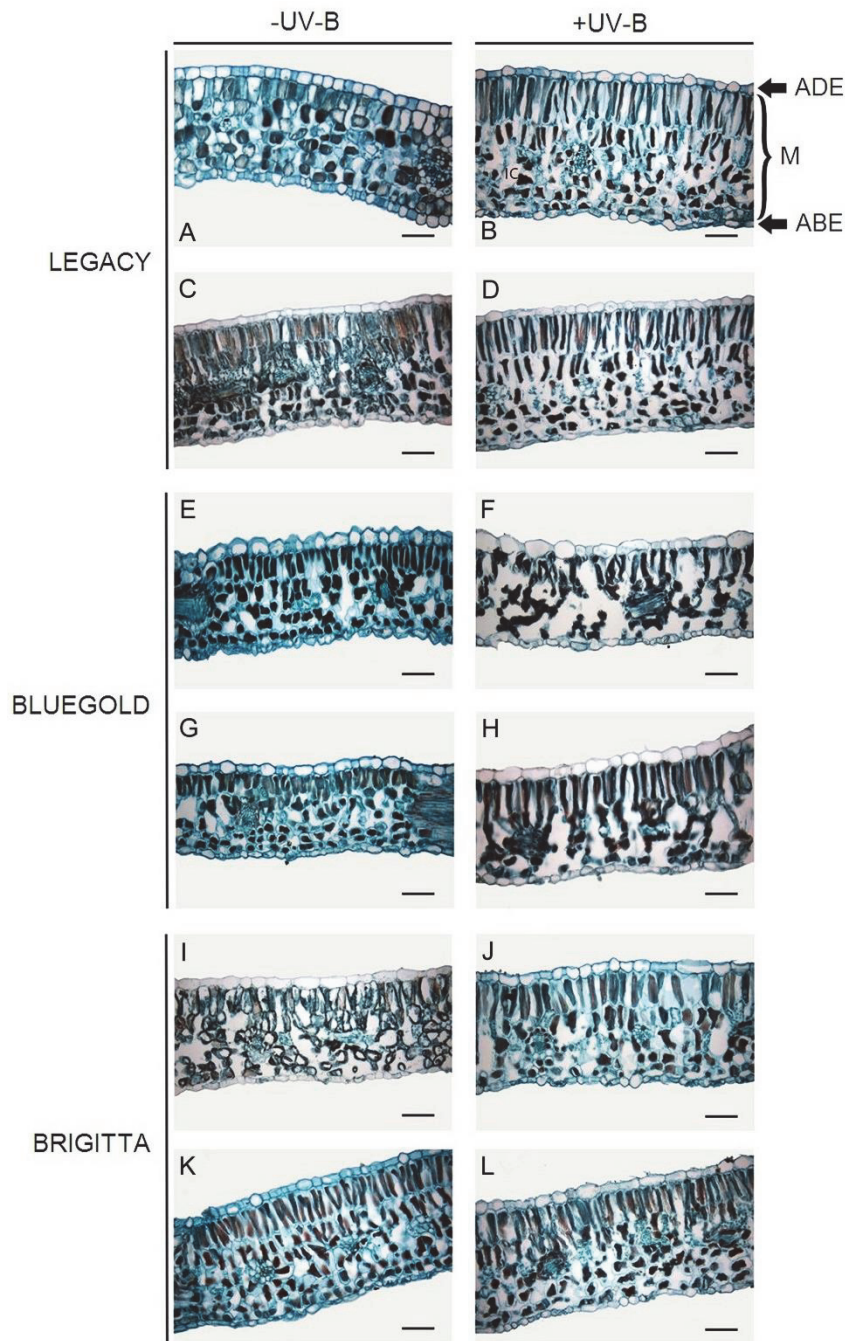 -UV-B +UV-B
ADE
M
IC
ABE
A B
LEGACY
C D
E F
BLUEGOLD
G H
I J
BRIGITTA
K L